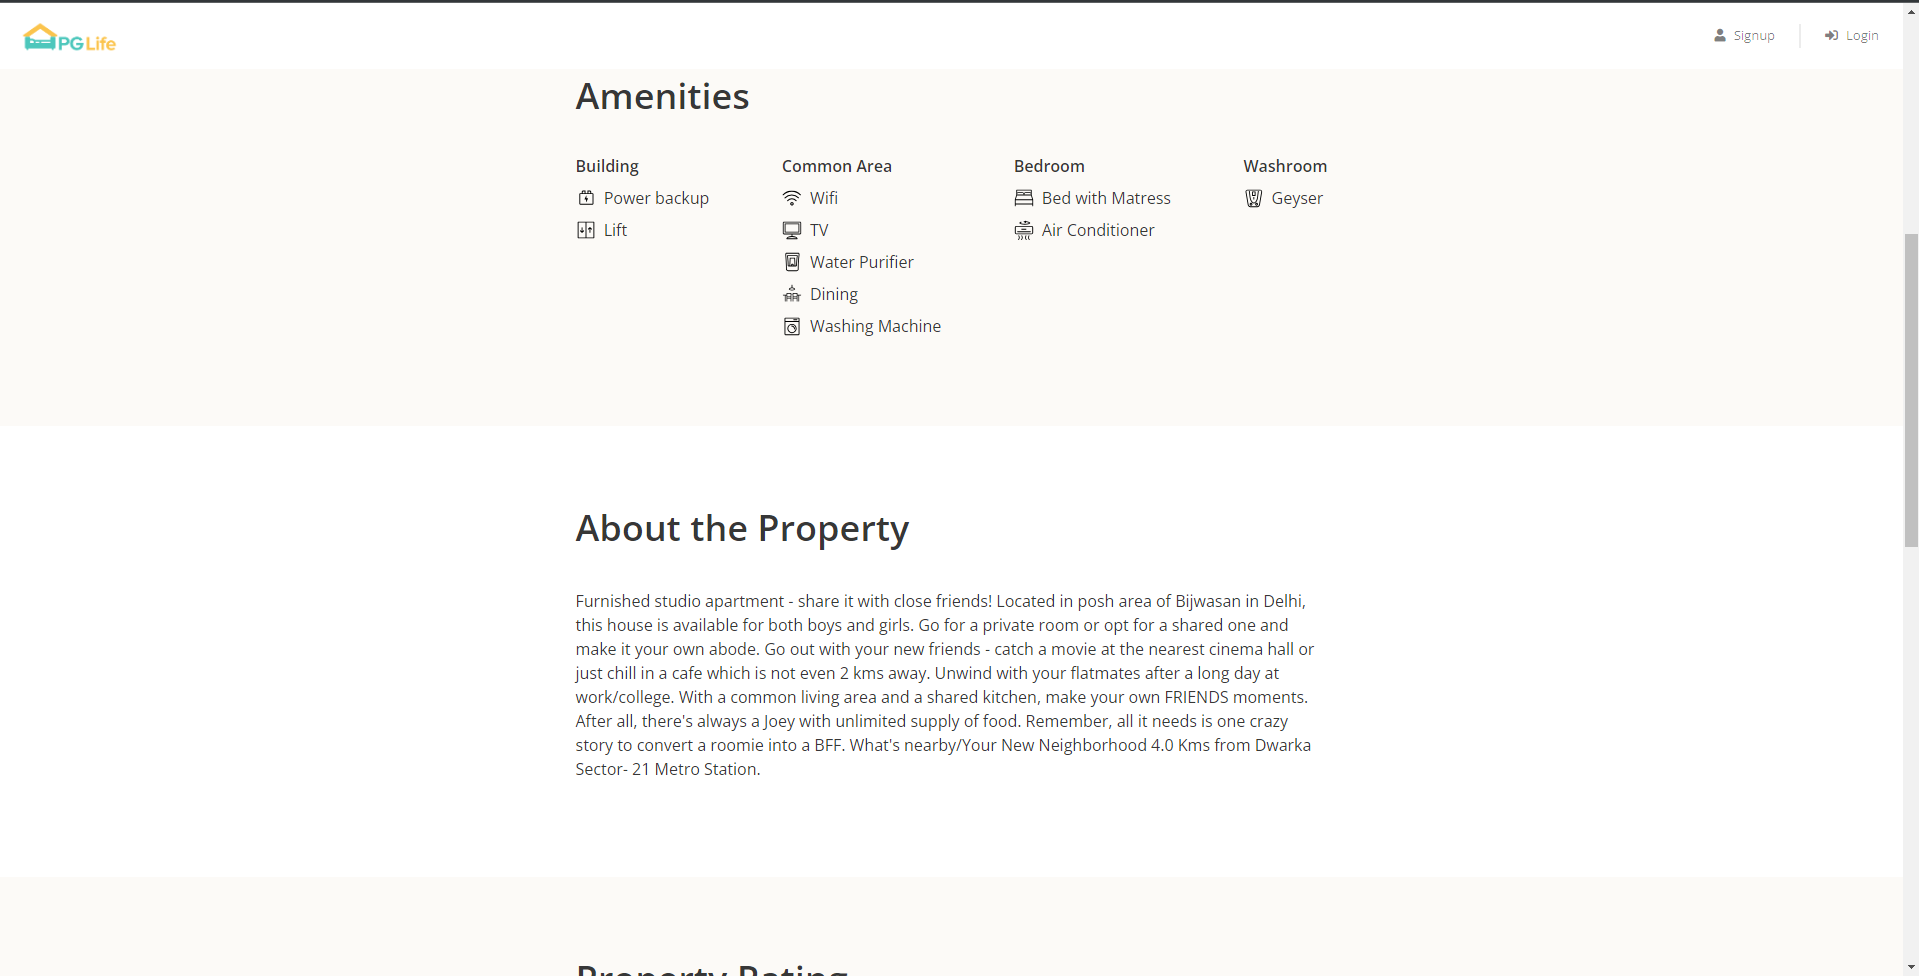 PG Life
Signup
Login
Amenities
Building
Power backup
Lift
Common Area
Wifi
TV
Water Purifier
Dining
Washing Machine
Bedroom
Bed with Matress
Air Conditioner
Washroom
Geyser
About the Property
Furnished studio apartment - share it with close friends! Located in posh area of Bijwasan in Delhi,
this house is available for both boys and girls. Go for a private room or opt for a shared one and
make it your own abode. Go out with your new friends - catch a movie at the nearest cinema hall or
just chill in a cafe which is not even 2 kms away. Unwind with your flatmates after a long day at
work/college. With a common living area and a shared kitchen, make your own FRIENDS moments.
After all, there's always a Joey with unlimited supply of food. Remember, all it needs is one crazy
story to convert a roomie into a BFF. What's nearby/Your New Neighborhood 4.0 Kms from Dwarka
Sector- 21 Metro Station.
Property Rating